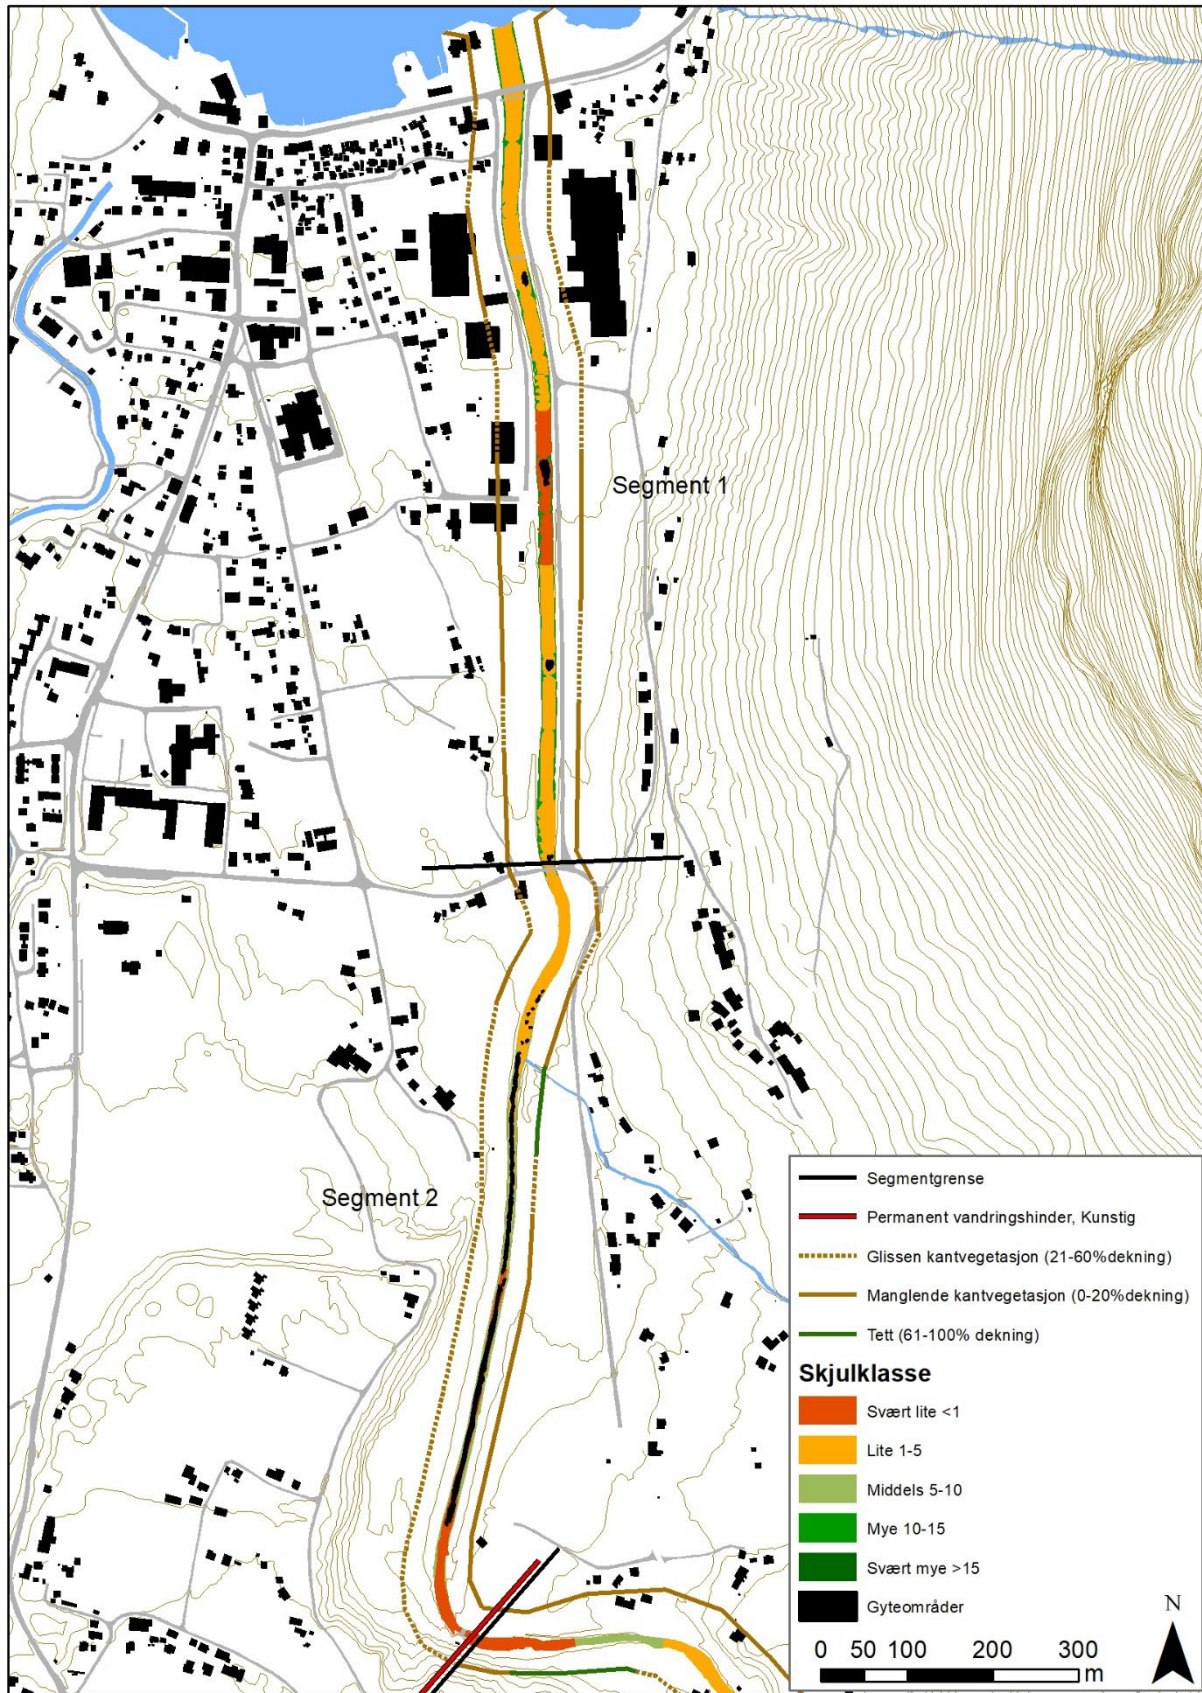 Segment 1
Segment 2
Segmentgrense
Permanent vandringshinder, Kunstig
Glissen kantvegetasjon (21-60%dekning)
Manglende kantvegetasjon (0-20%dekning)
Tett (61-100% dekning)
Skjulklasse
Svært lite <1
Lite 1-5
Middels 5-10
Mye 10-15
Svært mye >15
Gyteområder
N
0 50 100 200 300
m